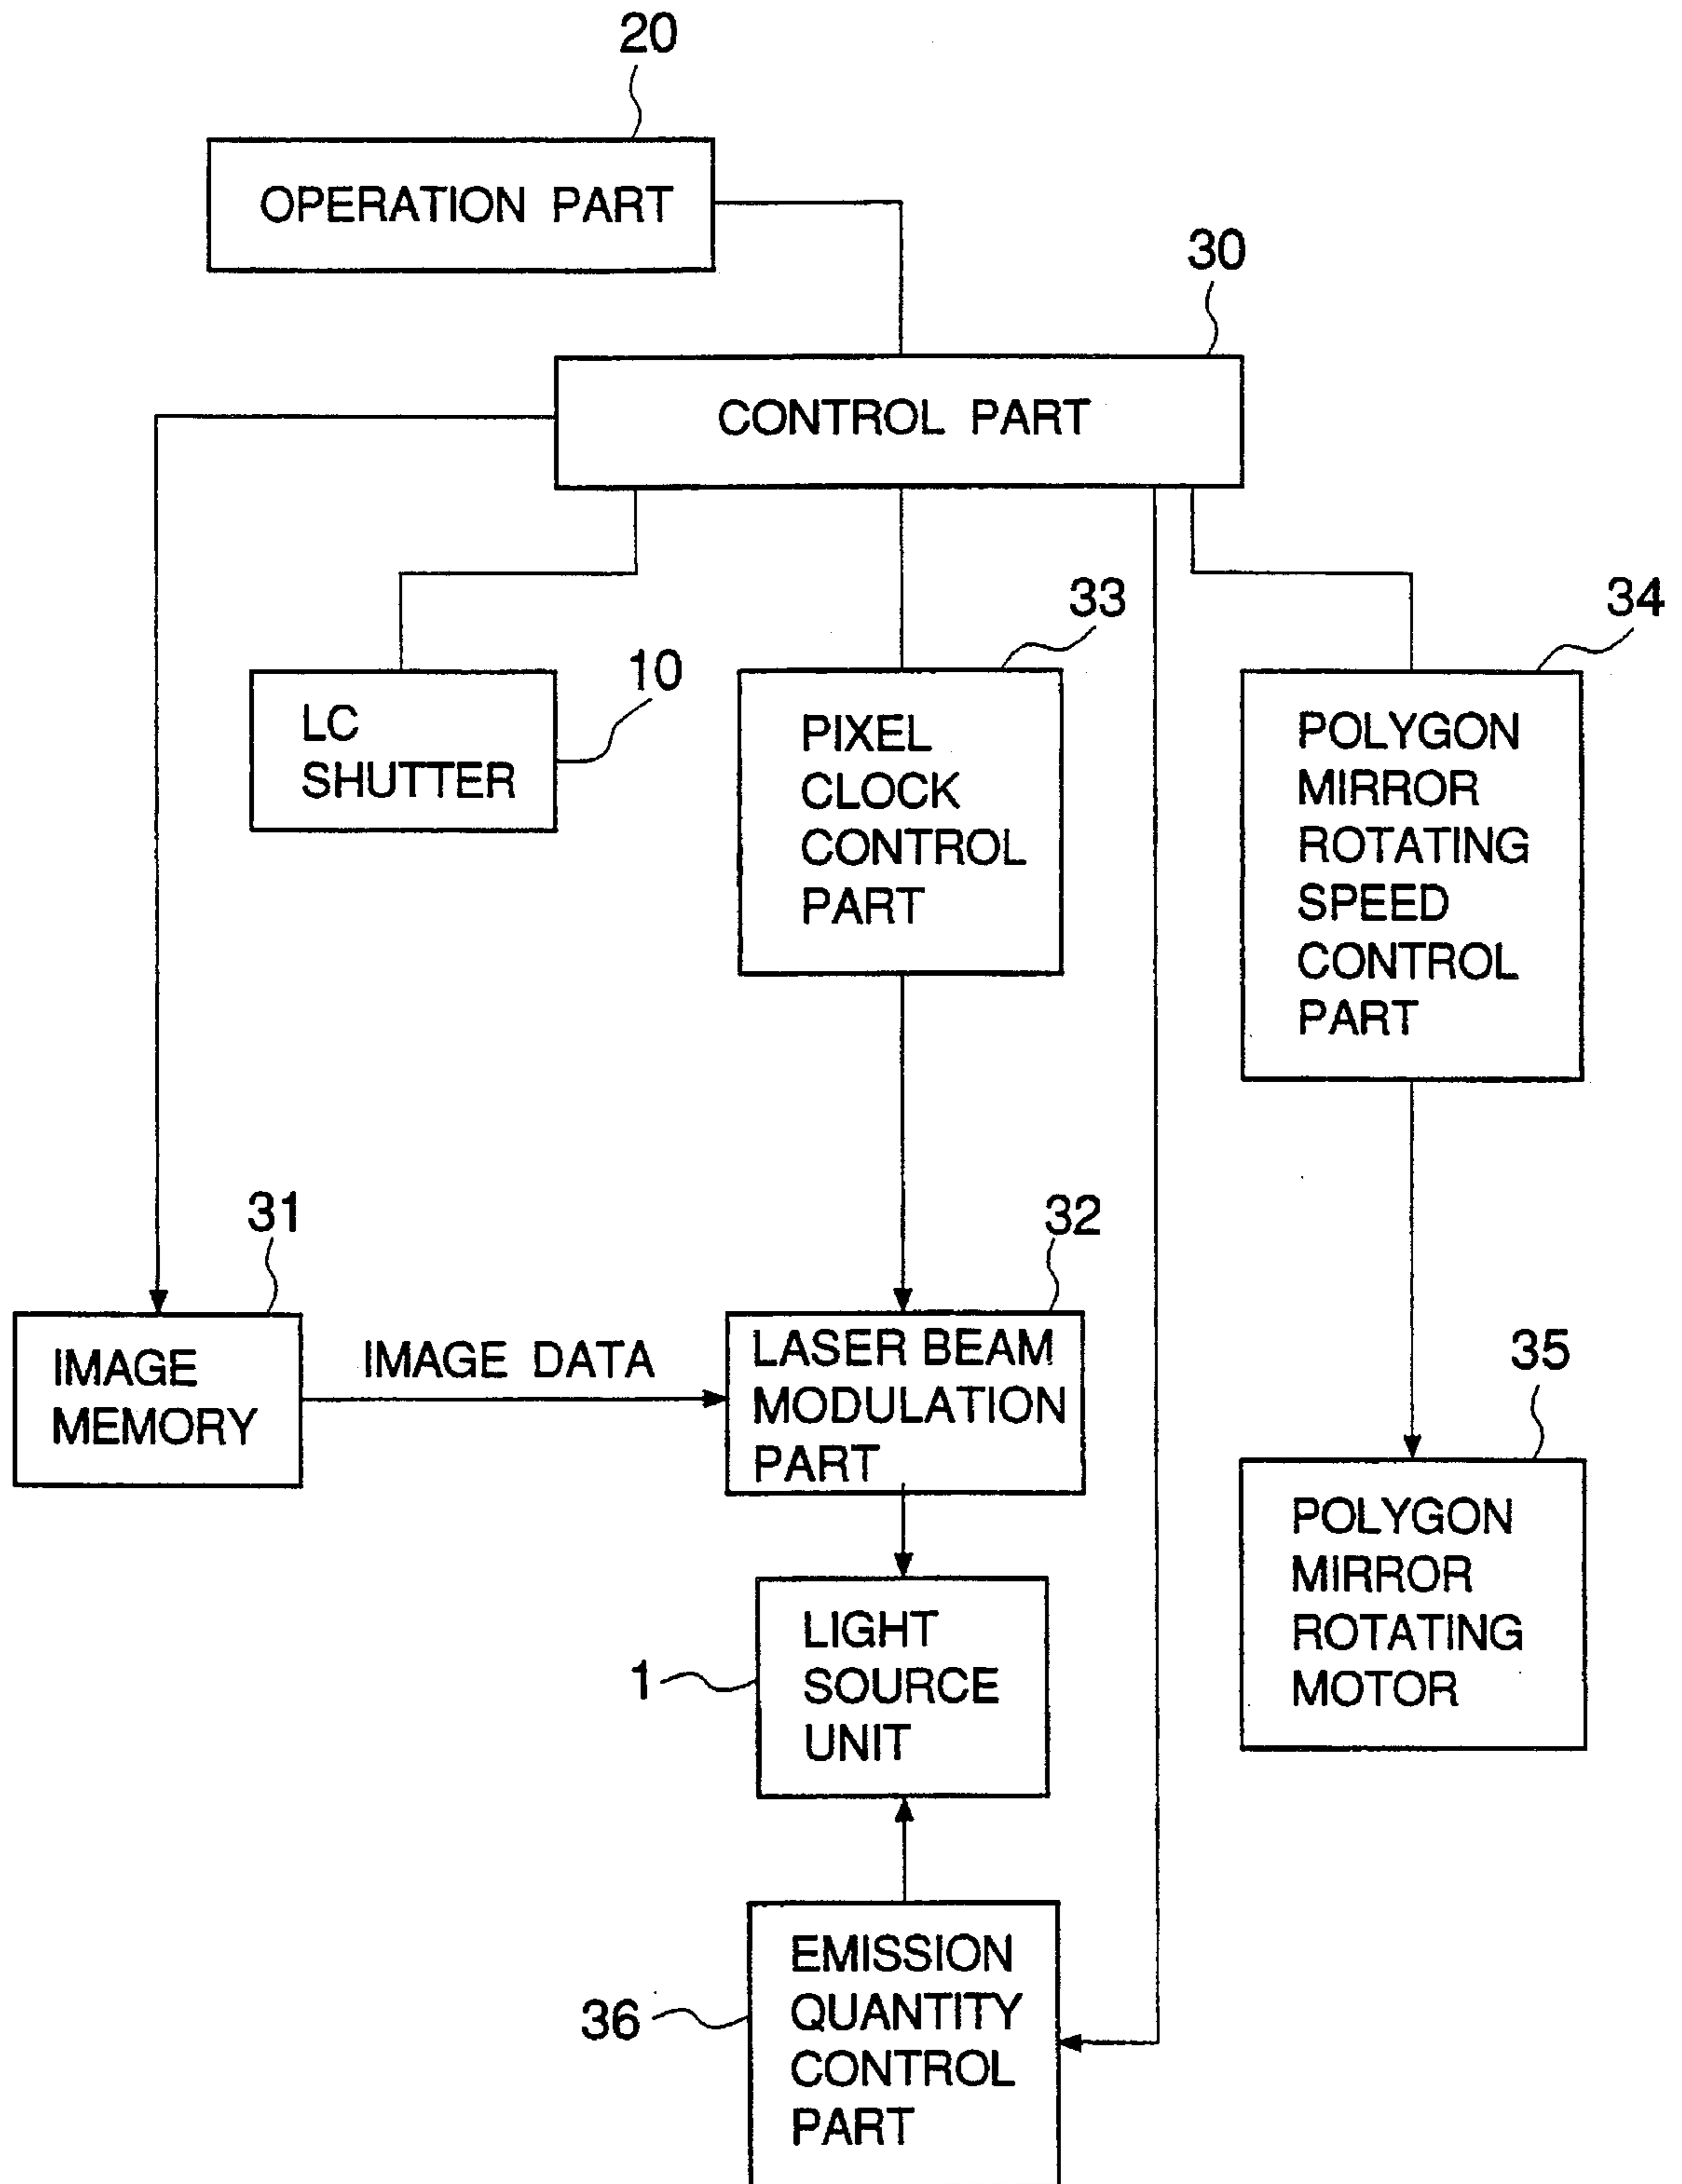 20
OPERATION PART
30
CONTROL PART
33
34
10
LC
SHUTTER
PIXEL
CLOCK
CONTROL
PART
POLYGON
MIRROR
ROTATING
SPEED
CONTROL
PART
31
32
IMAGE
MEMORY
IMAGE DATA
LASER BEAM
MODULATION
PART
35
POLYGON
MIRROR
ROTATING
MOTOR
1
LIGHT
SOURCE
UNIT
36
EMISSION
QUANTITY
CONTROL
PART